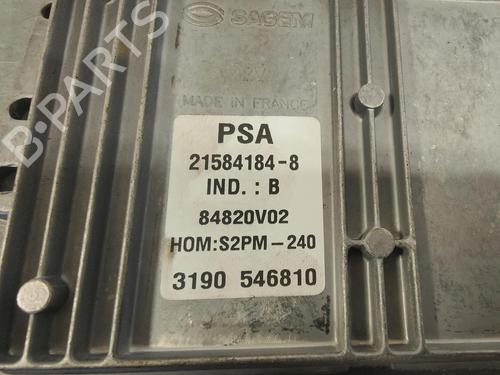 SAGEM
MADE IN FRANCE
PSA
21584184-8
IND. : B
84820V02
HOM:S2PM-240
3190 546810
B-PARTS